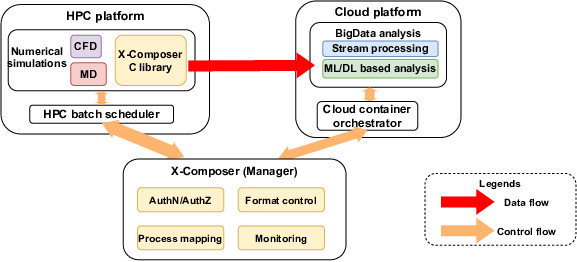 HPC platform
Numerical
simulations
CFD
MD
X-Composer
C library
HPC batch scheduler
Cloud platform
BigData analysis
Stream processing
ML/DL based analysis
Cloud container
orchestrator
X-Composer (Manager)
AuthN/AuthZ
Format control
Process mapping
Monitoring
Legends
Data flow
Control flow